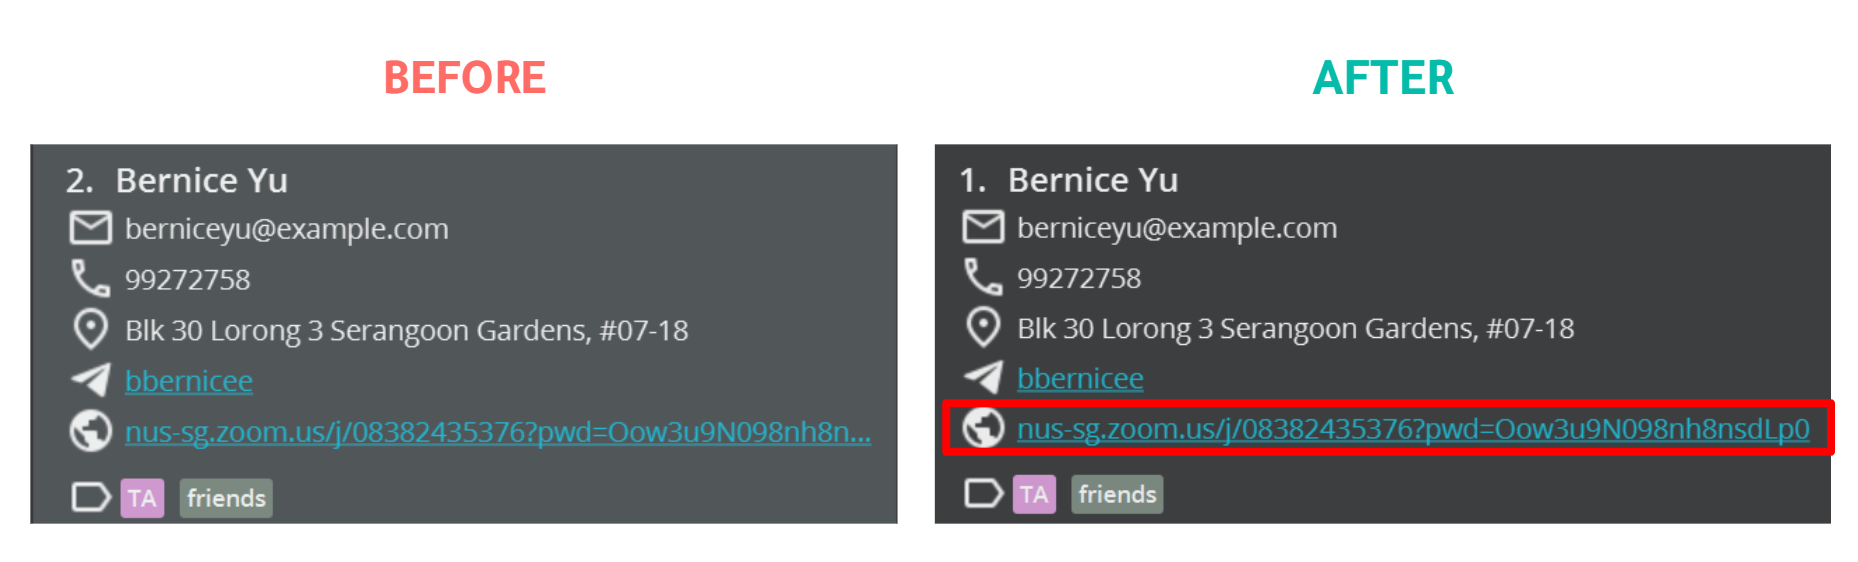 BEFORE
2. Bernice Yu
berniceyu@example.com
99272758
Blk 30 Lorong 3 Serangoon Gardens, #07-18
bbernicee
nus-sg.zoom.us/j/08382435376?pwd=Oow3u9N098nh8n...
TA friends
AFTER
1. Bernice Yu
berniceyu@example.com
99272758
Blk 30 Lorong 3 Serangoon Gardens, #07-18
bbernicee
nus-sg.zoom.us/j/08382435376?pwd=Oow3u9N098nh8nsdLp0
TA friends